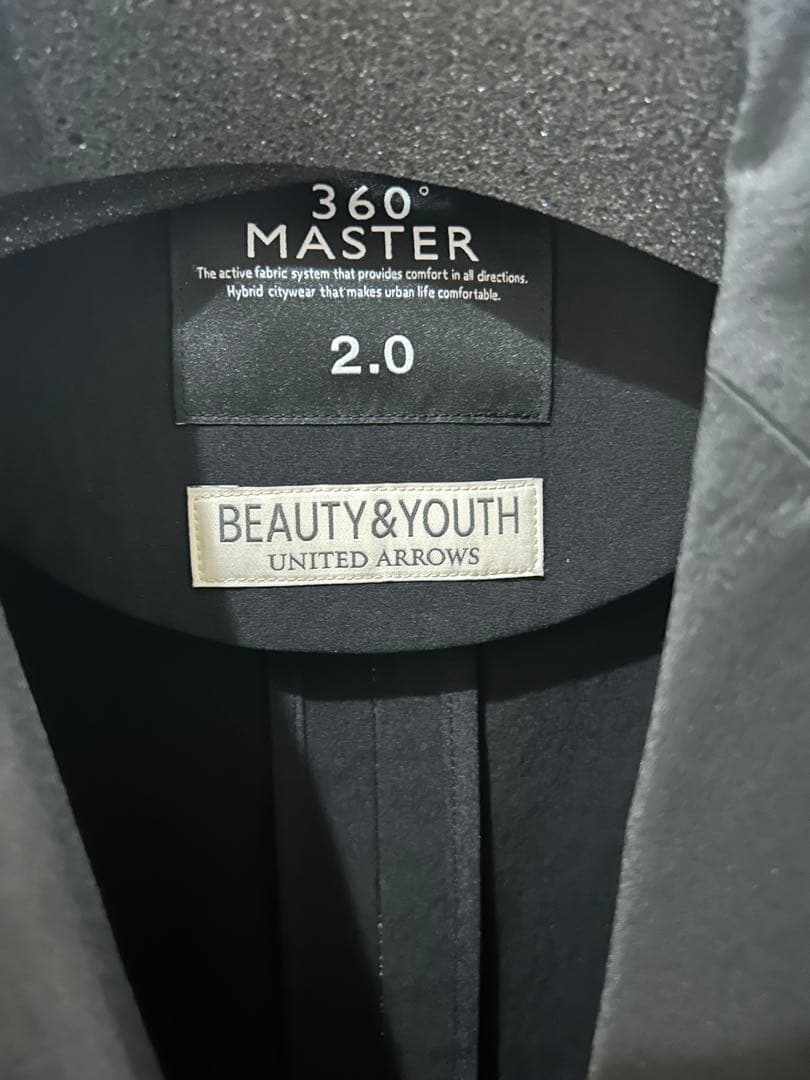 360°
MASTER
The active fabric system that provides comfort in all directions.
Hybrid citywear that makes urban life comfortable.
2.0
BEAUTY&YOUTH
UNITED ARROWS